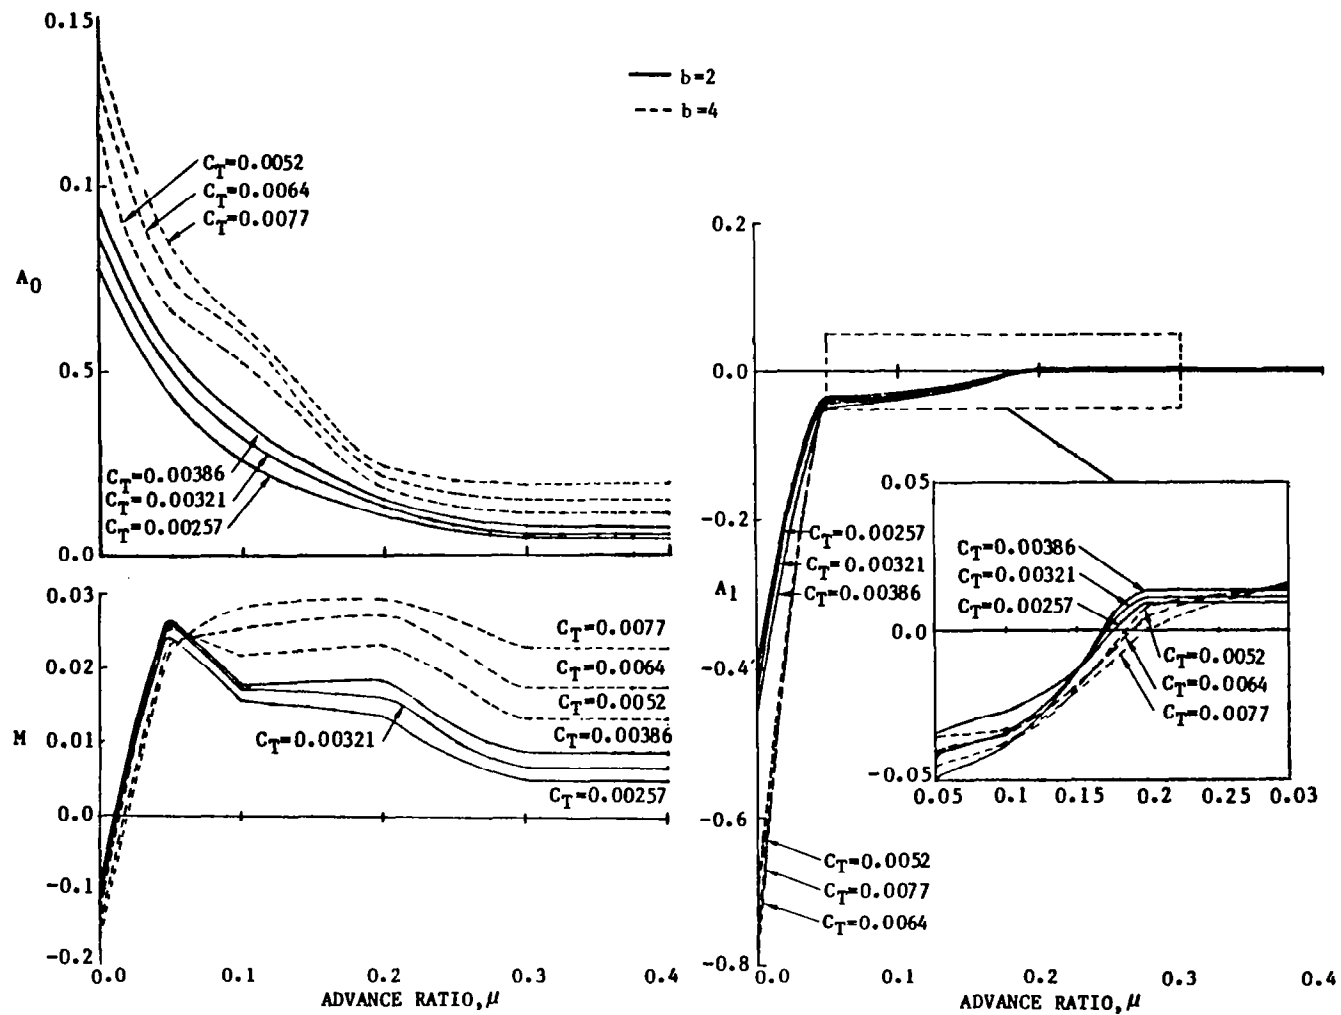 0.15
b=2
b=4
C_T=0.0052
C_T=0.0064
C_T=0.0077
0.1
A_0
0.5
C_T=0.00386
C_T=0.00321
C_T=0.00257
0.0
0.03
0.02
M
0.01
0.0
-0.1
-0.2
C_T=0.0077
C_T=0.0064
C_T=0.0052
C_T=0.00386
C_T=0.00321
C_T=0.00257
0.0 0.1 0.2 0.3 0.4
ADVANCE RATIO, μ
0.2
0.0
-0.2
A_1
-0.4
-0.6
-0.8
C_T=0.00257
C_T=0.00321
C_T=0.00386
C_T=0.0052
C_T=0.0077
C_T=0.0064
0.05
0.0
-0.05
C_T=0.00386
C_T=0.00321
C_T=0.00257
C_T=0.0052
C_T=0.0064
C_T=0.0077
0.05 0.1 0.15 0.2 0.25 0.03
0.0 0.1 0.2 0.3 0.4
ADVANCE RATIO, μ